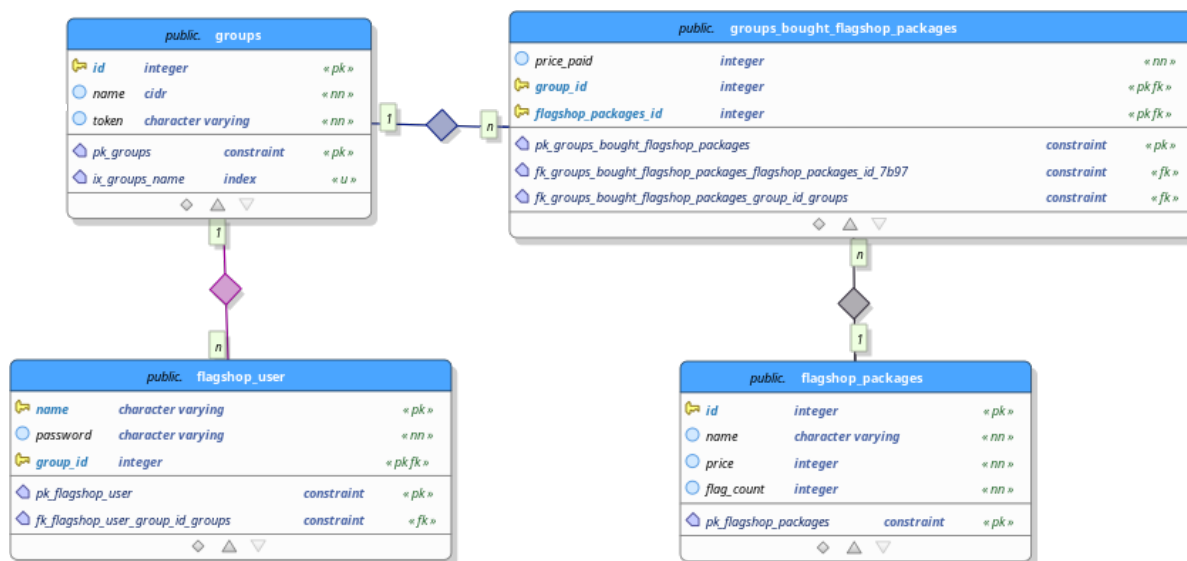 public. groups
id integer « pk »
name cidr « nn »
token character varying « nn »
pk_groups constraint « pk »
ix_groups_name index « u »
1
n
public. groups_bought_flagshop_packages
price_paid integer « nn »
group_id integer « pk fk »
flagshop_packages_id integer « pk fk »
pk_groups_bought_flagshop_packages constraint « pk »
fk_groups_bought_flagshop_packages_flagshop_packages_id_7b97 constraint « fk »
fk_groups_bought_flagshop_packages_group_id_groups constraint « fk »
1
n
n
1
public. flagshop_user
name character varying « pk »
password character varying « nn »
group_id integer « pk fk »
pk_flagshop_user constraint « pk »
fk_flagshop_user_group_id_groups constraint « fk »
public. flagshop_packages
id integer « pk »
name character varying « nn »
price integer « nn »
flag_count integer « nn »
pk_flagshop_packages constraint « pk »